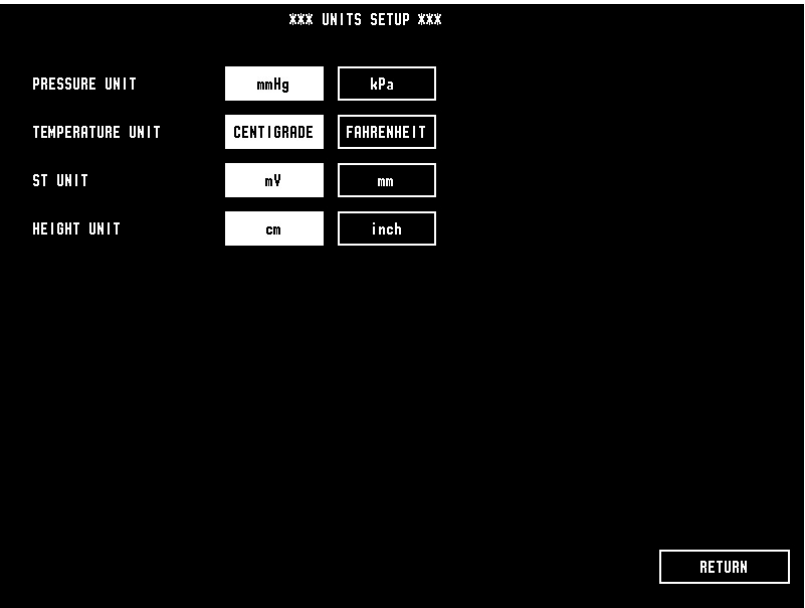 *** UNITS SETUP ***
PRESSURE UNIT mmHg kPa
TEMPERATURE UNIT CENTIGRADE FAHRENHEIT
ST UNIT mV mm
HEIGHT UNIT cm inch
RETURN